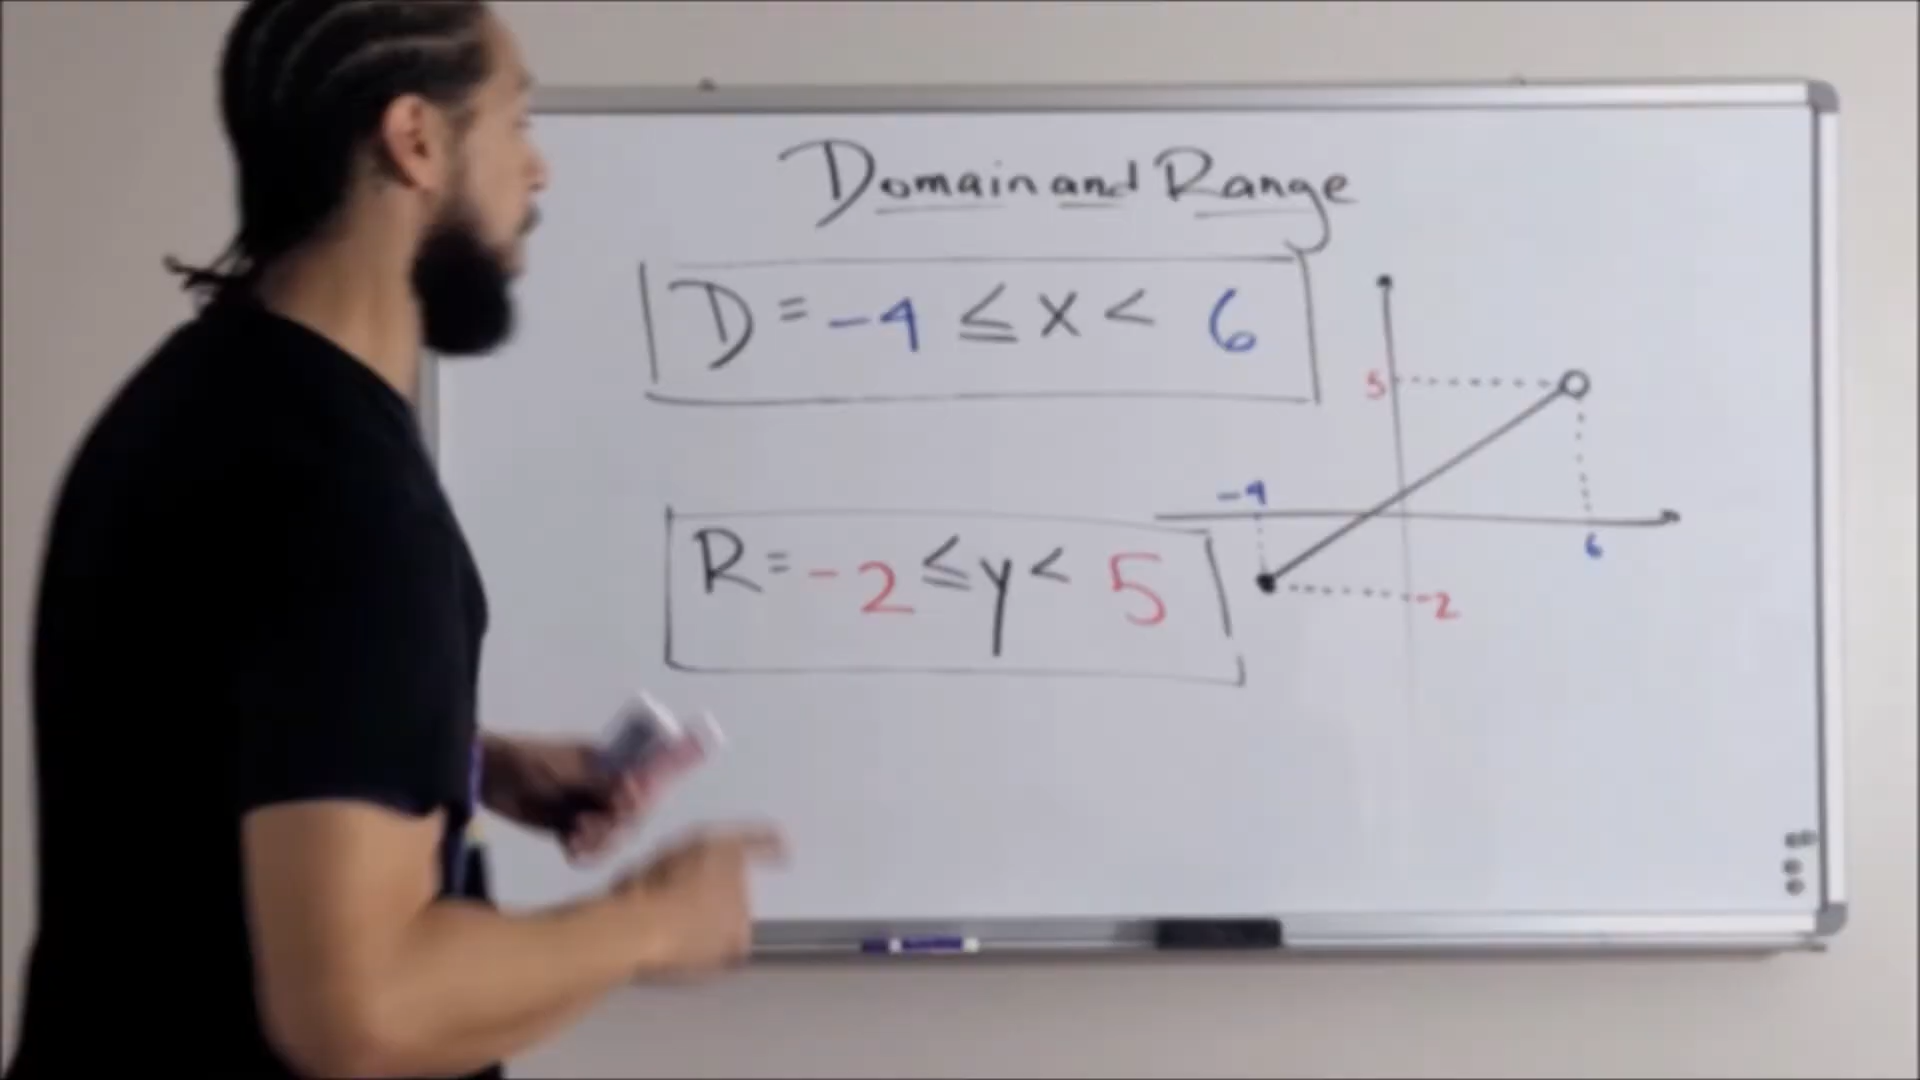 Domain and Range
D = -4 ≤ x < 6
5
-4
6
R = -2 ≤ y < 5
-2